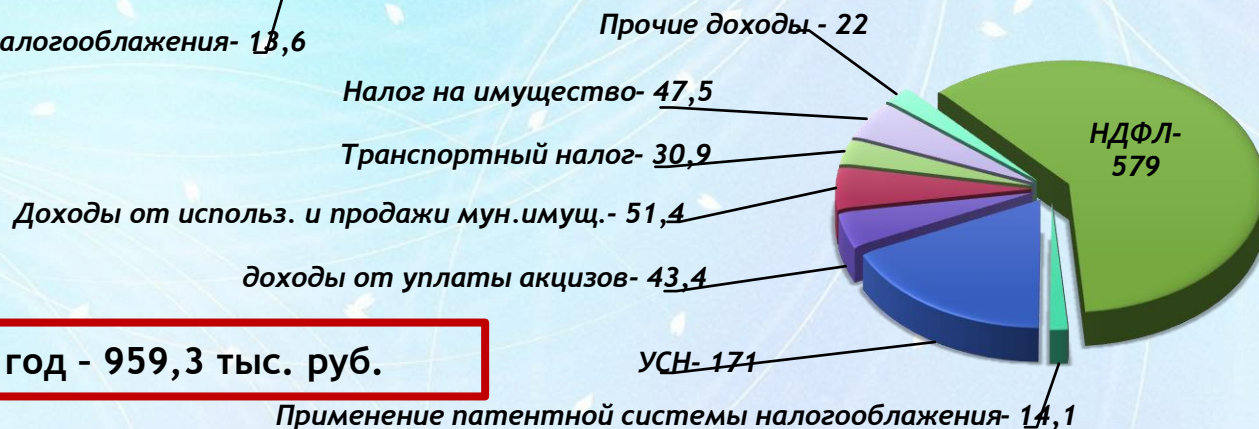 алогооблажения- 13,6
Прочие доходы - 22
Налог на имущество- 47,5
НДФЛ-
579
Транспортный налог- 30,9
Доходы от использ. и продажи мун.имущ.- 51,4
доходы от уплаты акцизов- 43,4
год – 959,3 тыс. руб.
УСН- 171
Применение патентной системы налогооблажения- 14,1